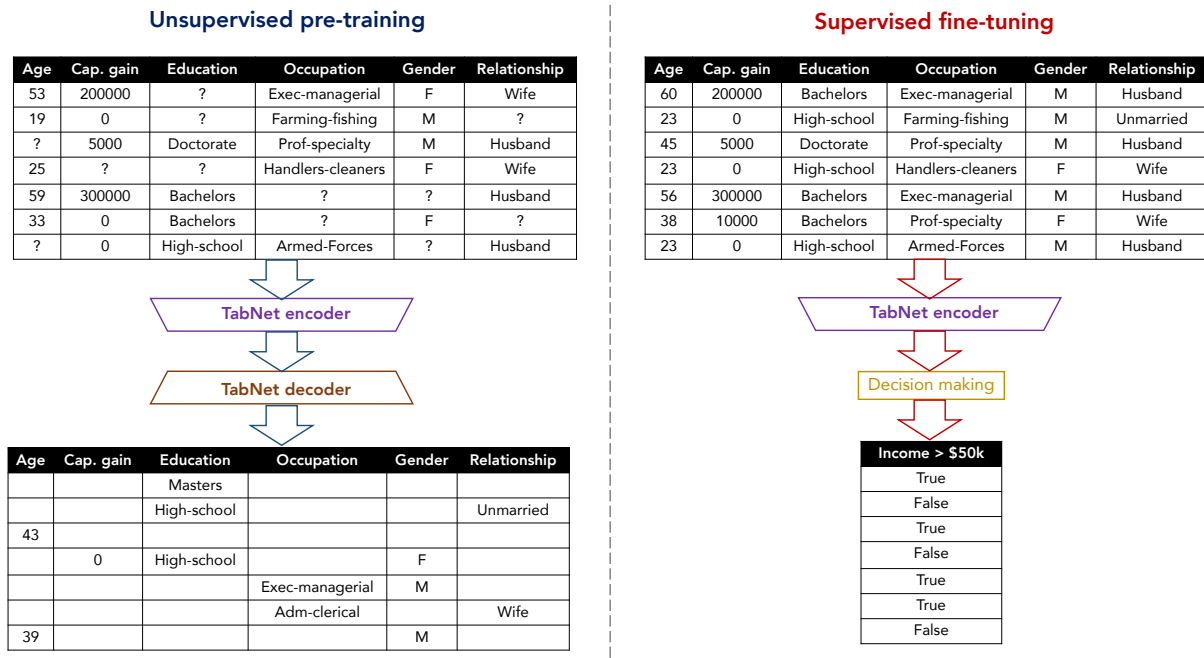 Unsupervised pre-training
Age Cap. gain Education Occupation Gender Relationship
53 200000 ? Exec-managerial F Wife
19 0 ? Farming-fishing M ?
? 5000 Doctorate Prof-specialty M Husband
25 ? ? Handlers-cleaners F Wife
59 300000 Bachelors ? ? Husband
33 0 Bachelors ? F ?
? 0 High-school Armed-Forces ? Husband
TabNet encoder
TabNet decoder
Age Cap. gain Education Occupation Gender Relationship
Masters
High-school Unmarried
43
0 High-school F
Exec-managerial M
Adm-clerical Wife
39 M
Supervised fine-tuning
Age Cap. gain Education Occupation Gender Relationship
60 200000 Bachelors Exec-managerial M Husband
23 0 High-school Farming-fishing M Unmarried
45 5000 Doctorate Prof-specialty M Husband
23 0 High-school Handlers-cleaners F Wife
56 300000 Bachelors Exec-managerial M Husband
38 10000 Bachelors Prof-specialty F Wife
23 0 High-school Armed-Forces M Husband
TabNet encoder
Decision making
Income > $50k
True
False
True
False
True
True
False